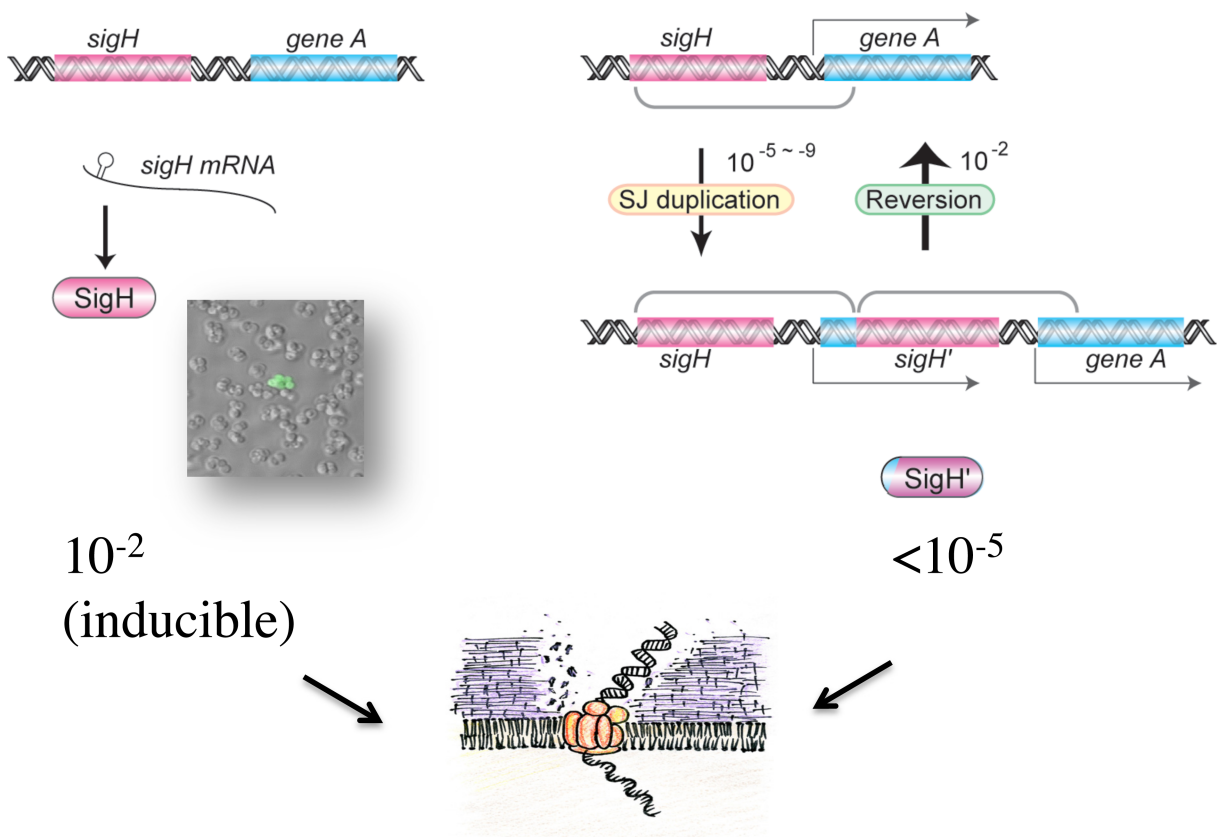 sigH gene A
sigH mRNA
SigH
10⁻²
(inducible)
sigH gene A
10⁻⁵ ~ ⁻⁹
SJ duplication
10⁻²
Reversion
sigH sigH' gene A
SigH'
<10⁻⁵